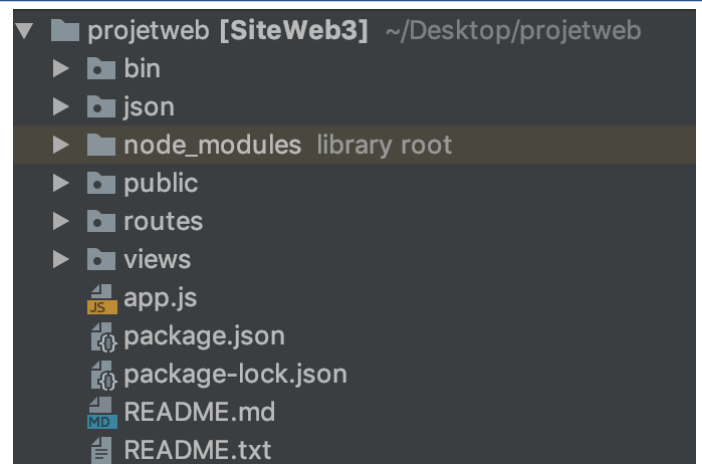 projetweb [SiteWeb3] ~/Desktop/projetweb
bin
json
node_modules library root
public
routes
views
JS app.js
package.json
package-lock.json
MD README.md
README.txt